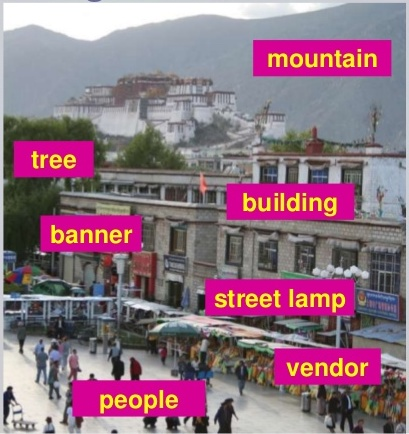 mountain
tree
building
banner
street lamp
vendor
people